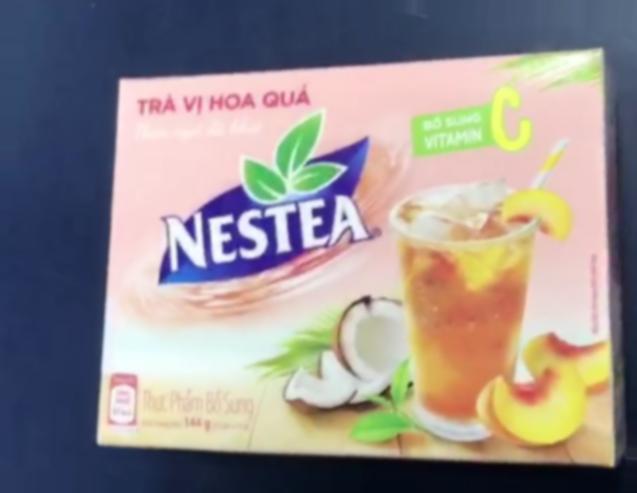 TRÀ VỊ HOA QUẢ
BỔ SUNG
VITAMIN C
NESTEA
Thực Phẩm Bổ Sung
144 g